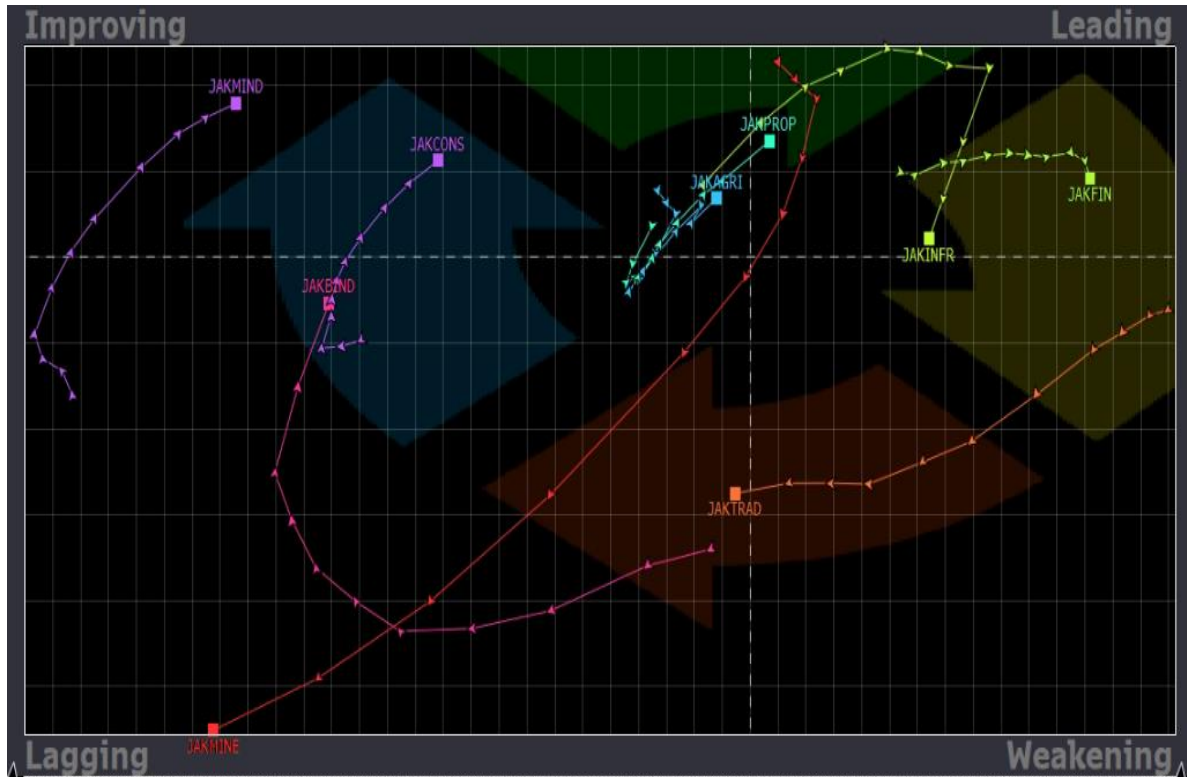 Improving
Leading
JAKMIND
JAKCONS
JAKPROP
JAKAGRI
JAKFIN
JAKINFR
JAKBIND
JAKTRAD
JAKMINE
Lagging
Weakening